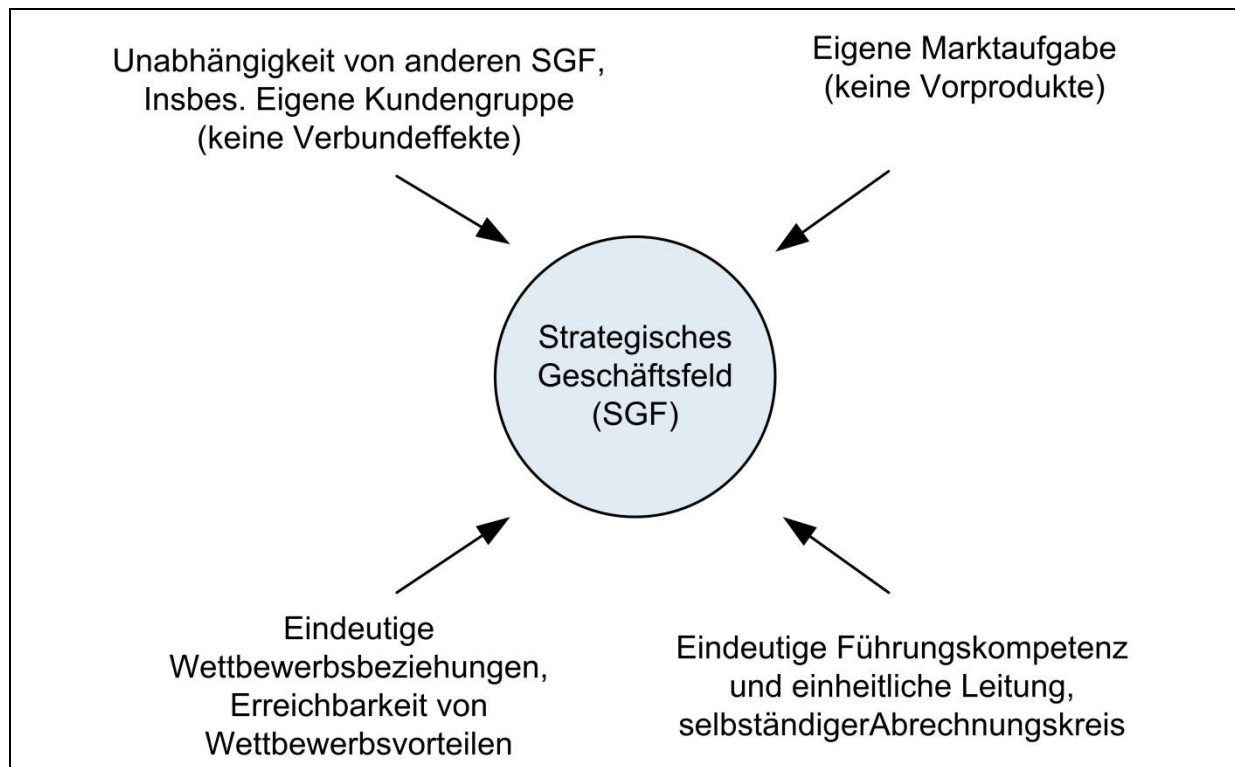 Unabhängigkeit von anderen SGF,
Insbes. Eigene Kundengruppe
(keine Verbundeffekte)
Eigene Marktaufgabe
(keine Vorprodukte)
Strategisches
Geschäftsfeld
(SGF)
Eindeutige
Wettbewerbsbeziehungen,
Erreichbarkeit von
Wettbewerbsvorteilen
Eindeutige Führungskompetenz
und einheitliche Leitung,
selbständigerAbrechnungskreis